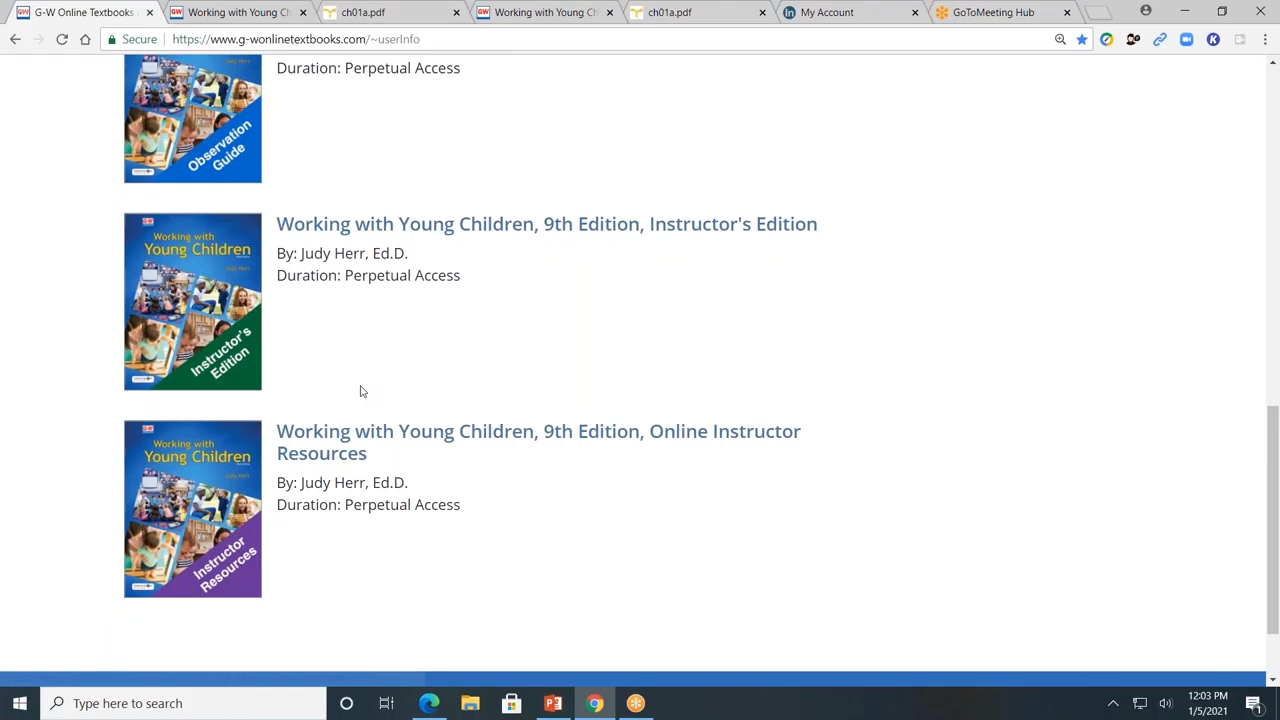 G-W Online Textbooks
Working with Young Ch
ch01a.pdf
Working with Young Ch
ch01a.pdf
My Account
GoToMeeting Hub
Secure
https://www.g-wonlinetextbooks.com/~userInfo
Observation
Guide
Duration: Perpetual Access
G-W
Working with
Young Children
Judy Herr
Instructor's
Edition
Working with Young Children, 9th Edition, Instructor's Edition
By: Judy Herr, Ed.D.
Duration: Perpetual Access
G-W
Working with
Young Children
Judy Herr
Instructor
Resources
Working with Young Children, 9th Edition, Online Instructor
Resources
By: Judy Herr, Ed.D.
Duration: Perpetual Access
Type here to search
12:03 PM
1/5/2021